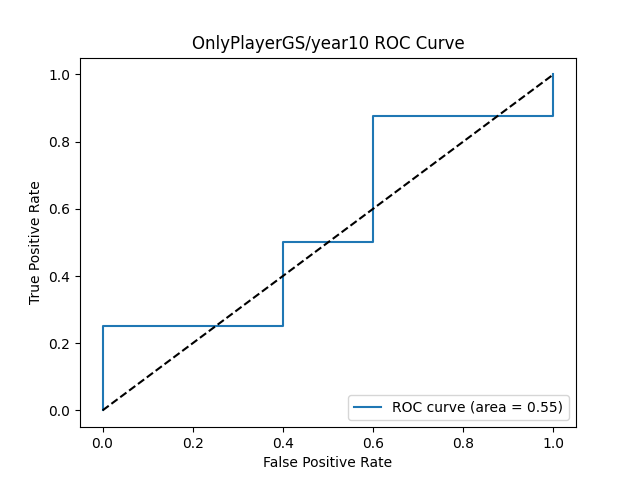 OnlyPlayerGS/year10 ROC Curve
1.0
0.8
0.6
0.4
0.2
0.0
True Positive Rate
ROC curve (area = 0.55)
0.0 0.2 0.4 0.6 0.8 1.0
False Positive Rate